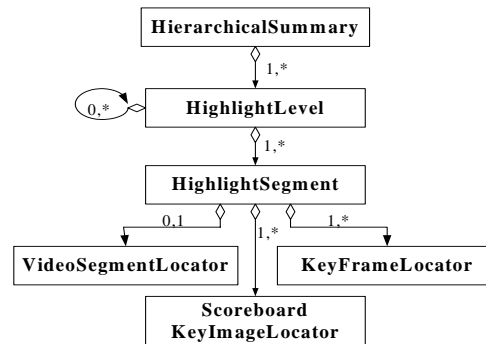 HierarchicalSummary
1,*
0,*
HighlightLevel
1,*
HighlightSegment
0,1
1,*
1,*
VideoSegmentLocator
KeyFrameLocator
Scoreboard
KeyImageLocator